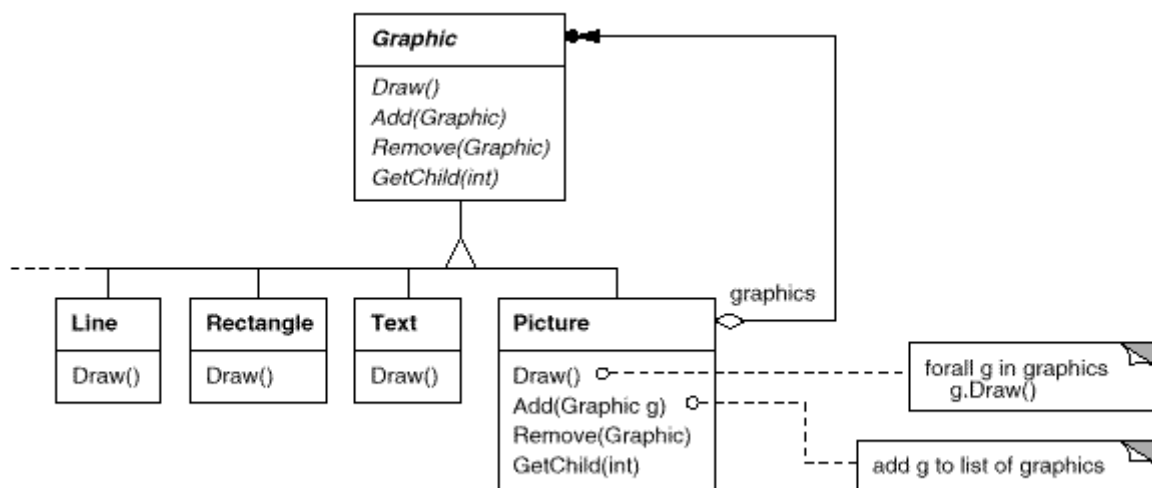 Graphic
Draw()
Add(Graphic)
Remove(Graphic)
GetChild(int)
graphics
Line
Draw()
Rectangle
Draw()
Text
Draw()
Picture
Draw()
Add(Graphic g)
Remove(Graphic)
GetChild(int)
forall g in graphics
g.Draw()
add g to list of graphics